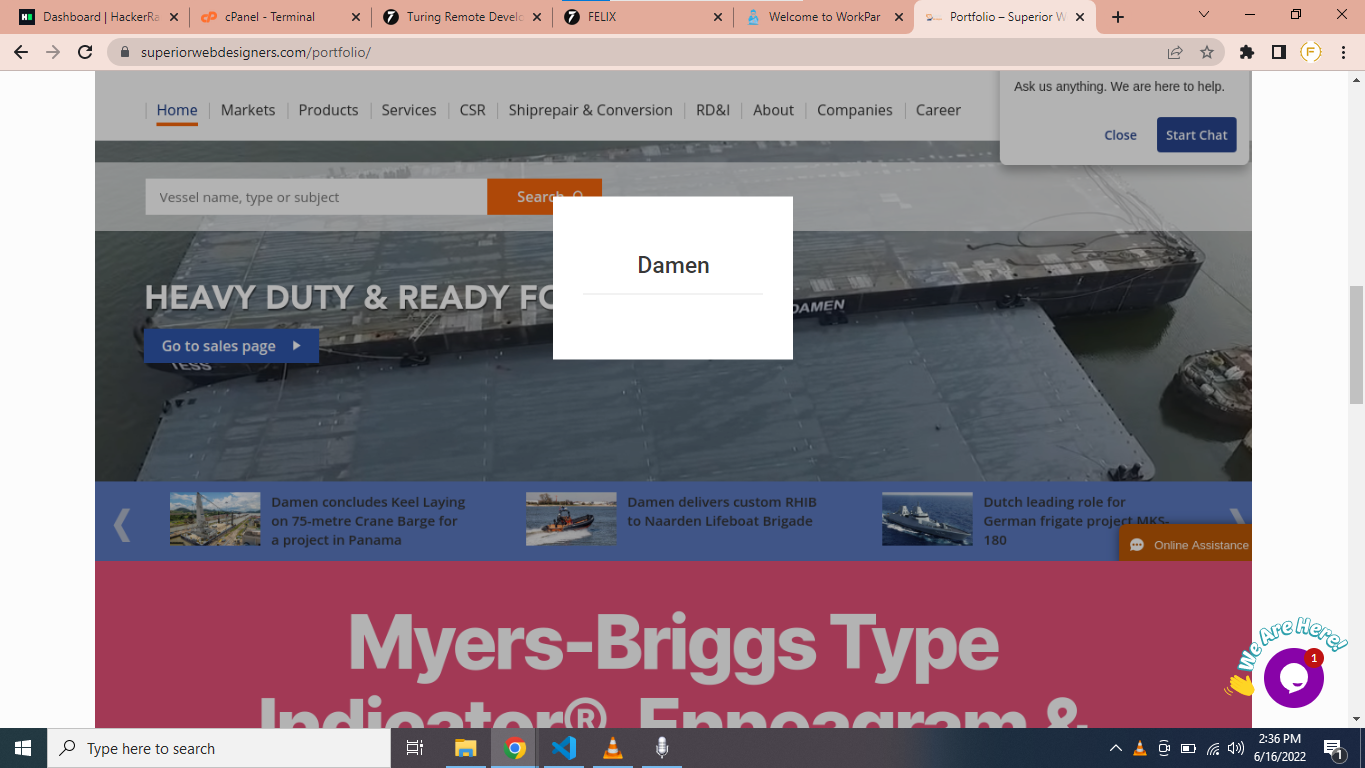 Dashboard | HackerRa
cPanel - Terminal
Turing Remote Develo
FELIX
Welcome to WorkPar
Portfolio – Superior W
superiorwebdesigners.com/portfolio/
F
Ask us anything. We are here to help.
Close
Start Chat
Home
Markets
Products
Services
CSR
Shiprepair & Conversion
RD&I
About
Companies
Career
Vessel name, type or subject
Search
Damen
HEAVY DUTY & READY FO
DAMEN
Go to sales page
TESS
Damen concludes Keel Laying
on 75-metre Crane Barge for
a project in Panama
Damen delivers custom RHIB
to Naarden Lifeboat Brigade
Dutch leading role for
German frigate project MKS-
180
Online Assistance
Myers-Briggs Type
Indicator®, Enneagram &
We Are Here!
1
Type here to search
2:36 PM
6/16/2022
1